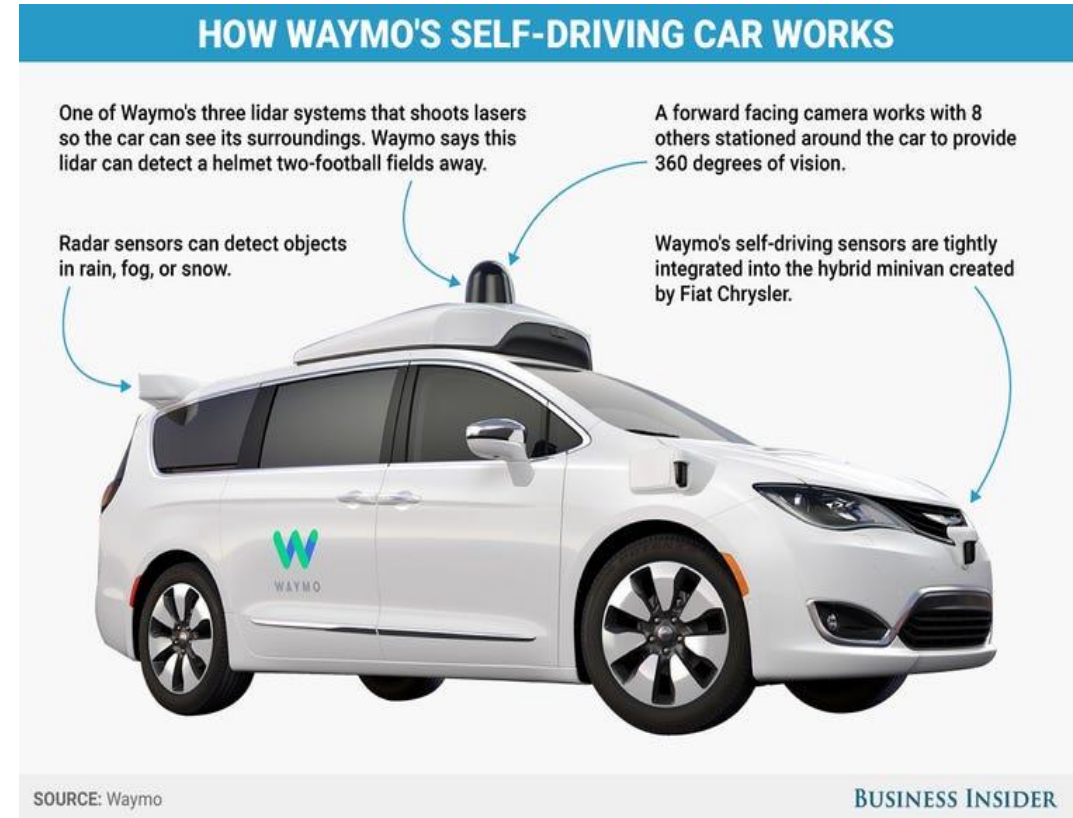 HOW WAYMO'S SELF-DRIVING CAR WORKS
One of Waymo's three lidar systems that shoots lasers
so the car can see its surroundings. Waymo says this
lidar can detect a helmet two-football fields away.
A forward facing camera works with 8
others stationed around the car to provide
360 degrees of vision.
Radar sensors can detect objects
in rain, fog, or snow.
Waymo's self-driving sensors are tightly
integrated into the hybrid minivan created
by Fiat Chrysler.
WAYMO
SOURCE: Waymo
BUSINESS INSIDER